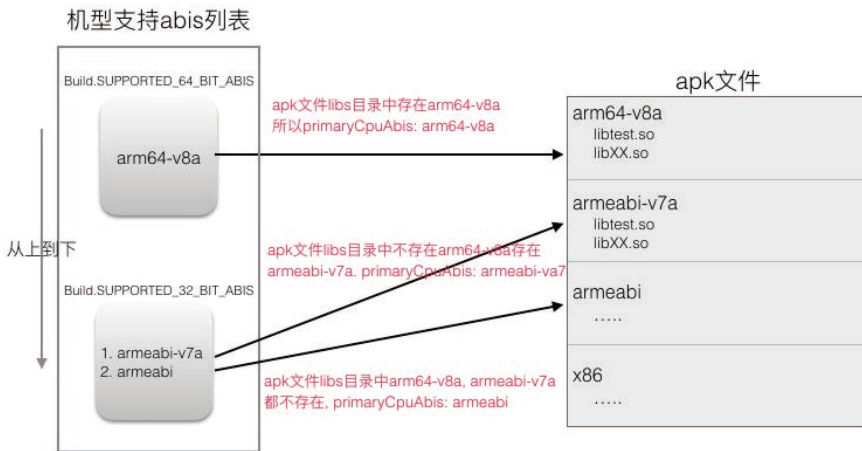 机型支持abis列表
Build.SUPPORTED_64_BIT_ABIS
arm64-v8a
从上到下
Build.SUPPORTED_32_BIT_ABIS
1. armeabi-v7a
2. armeabi
apk文件libs目录中存在arm64-v8a
所以primaryCpuAbis: arm64-v8a
apk文件libs目录中不存在arm64-v8a存在
armeabi-v7a. primaryCpuAbis: armeabi-va7
apk文件libs目录中arm64-v8a, armeabi-v7a
都不存在, primaryCpuAbis: armeabi
apk文件
arm64-v8a
libtest.so
libXX.so
armeabi-v7a
libtest.so
libXX.so
armeabi
.....
x86
.....